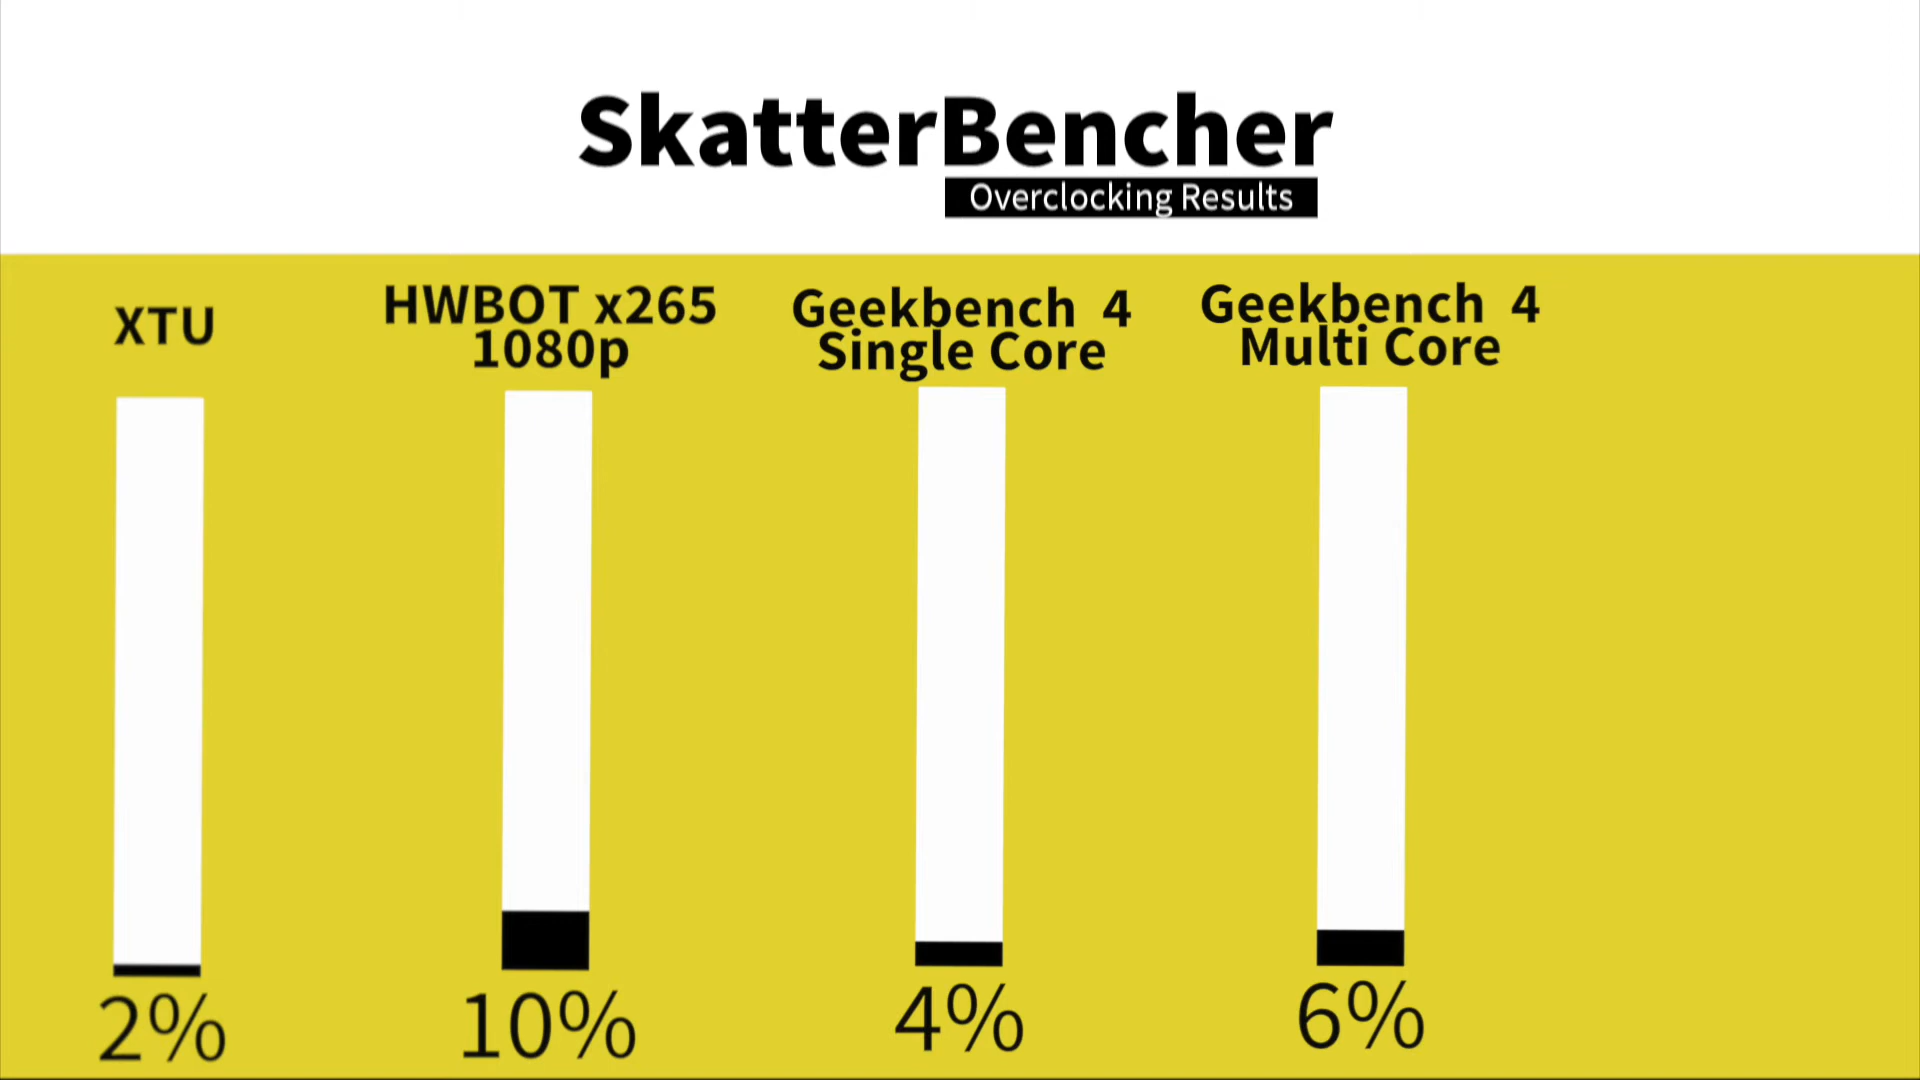 SkatterBencher
Overclocking Results
XTU
HWBOT x265
1080p
Geekbench 4
Single Core
Geekbench 4
Multi Core
2%
10%
4%
6%